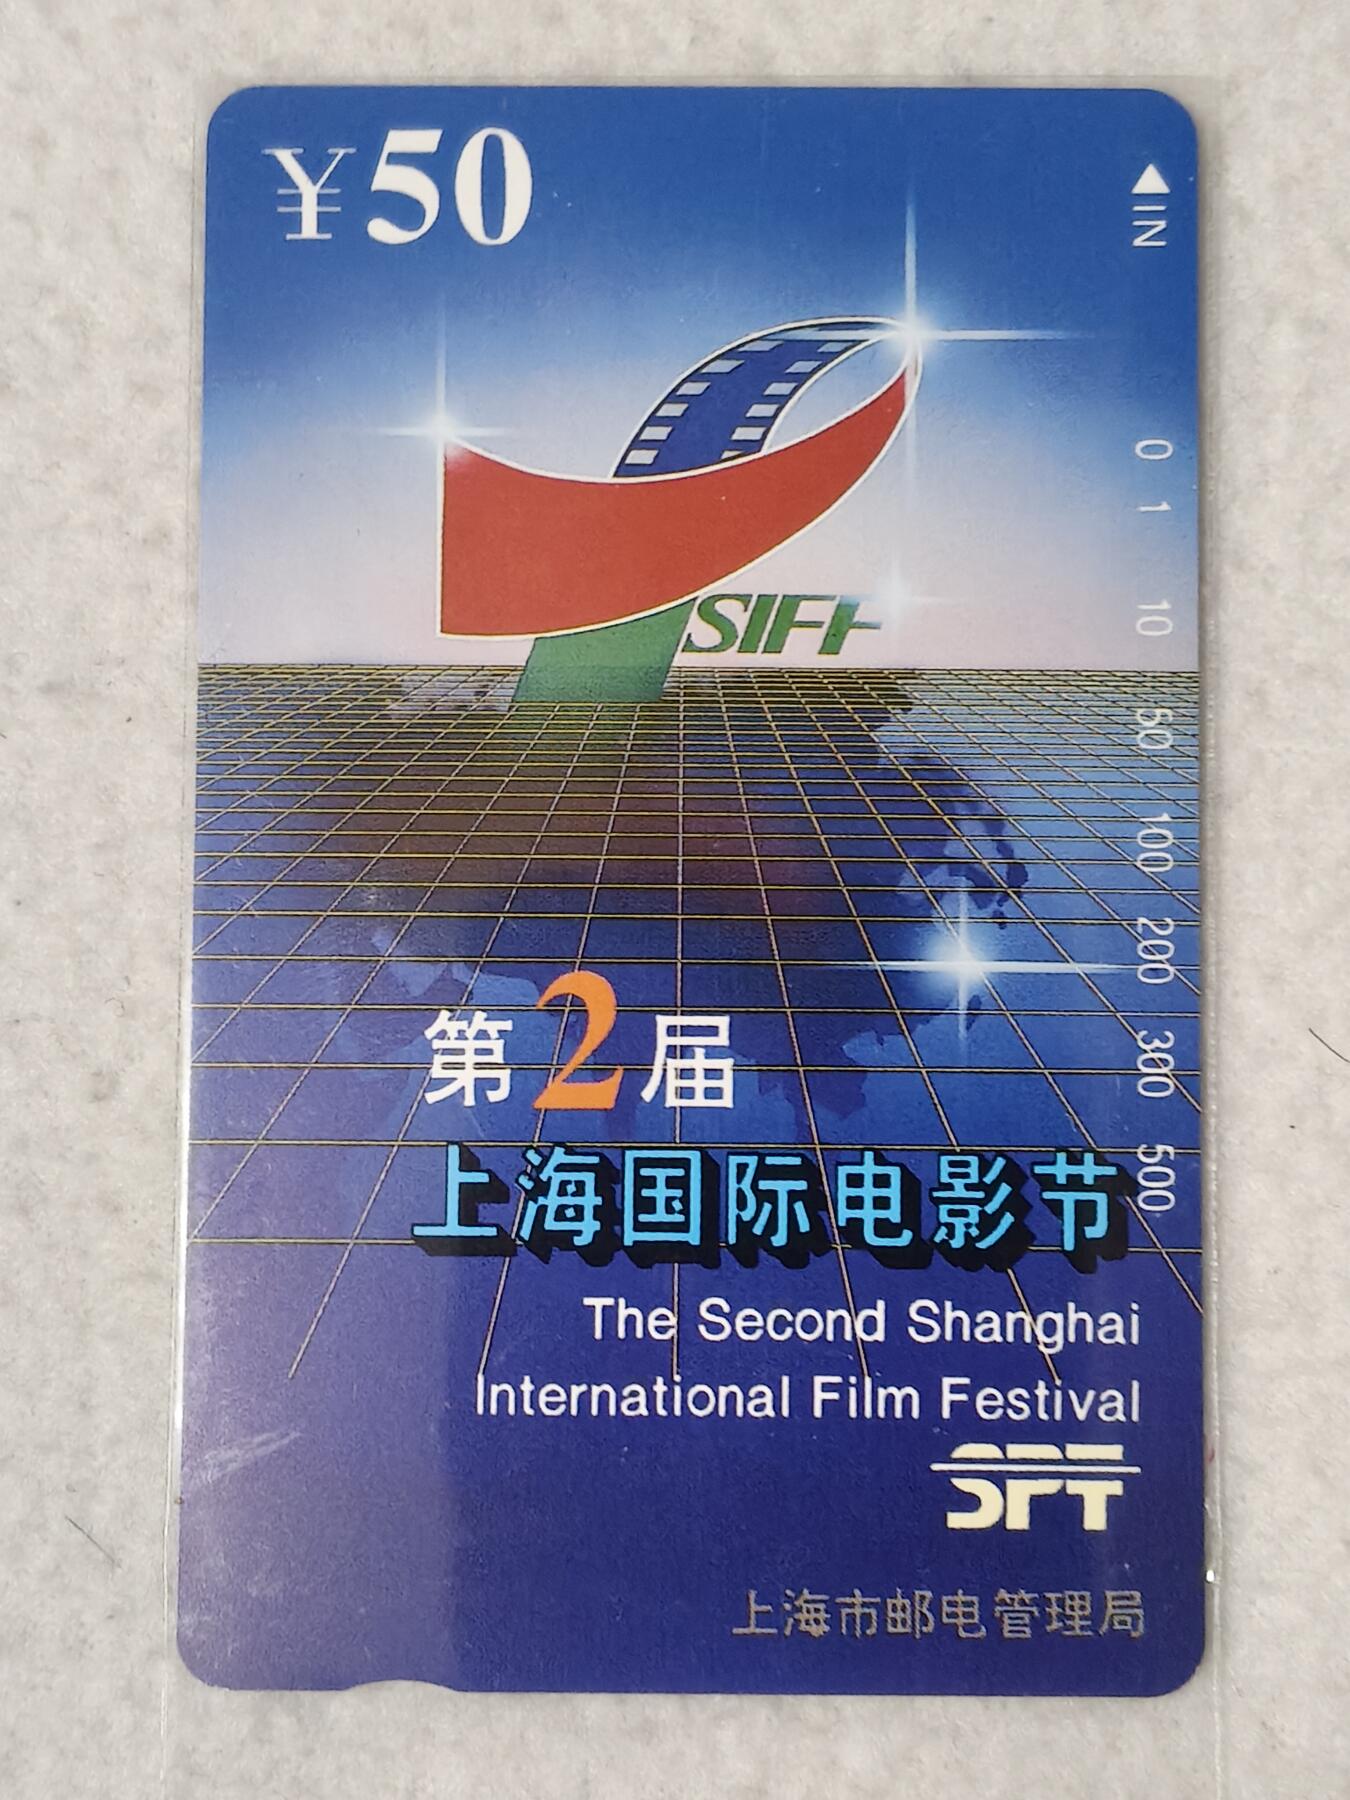 ¥50
IN
SIFF
0 1 10 50 100 200 300 500
第2届
上海国际电影节
The Second Shanghai
International Film Festival
SPT
上海市邮电管理局